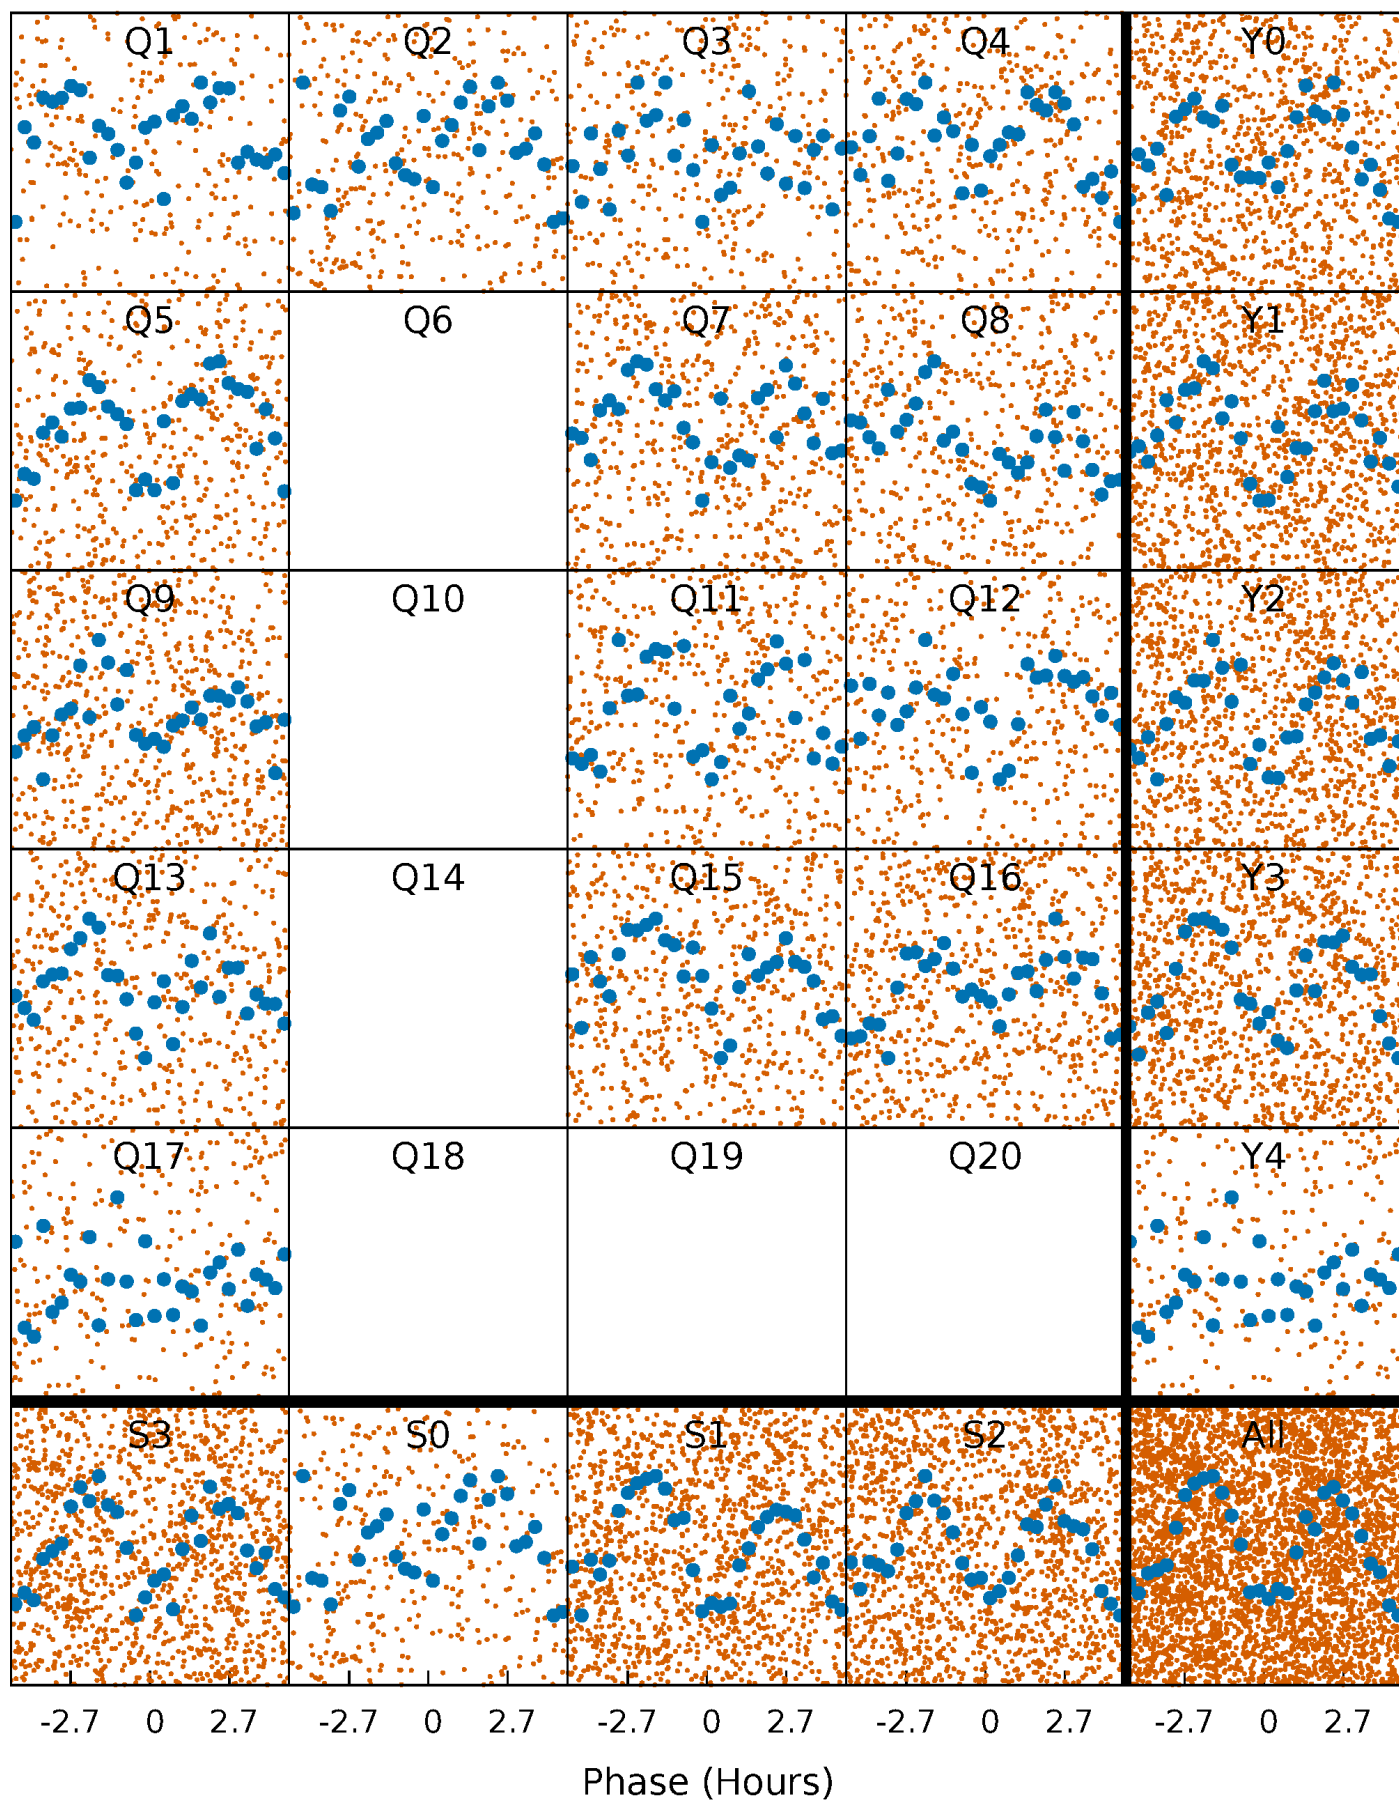 Q1 Q2 Q3 Q4 Y0
Q5 Q6 Q7 Q8 Y1
Q9 Q10 Q11 Q12 Y2
Q13 Q14 Q15 Q16 Y3
Q17 Q18 Q19 Q20 Y4
S3 S0 S1 S2 All
-2.7 0 2.7 -2.7 0 2.7 -2.7 0 2.7 -2.7 0 2.7 -2.7 0 2.7
Phase (Hours)